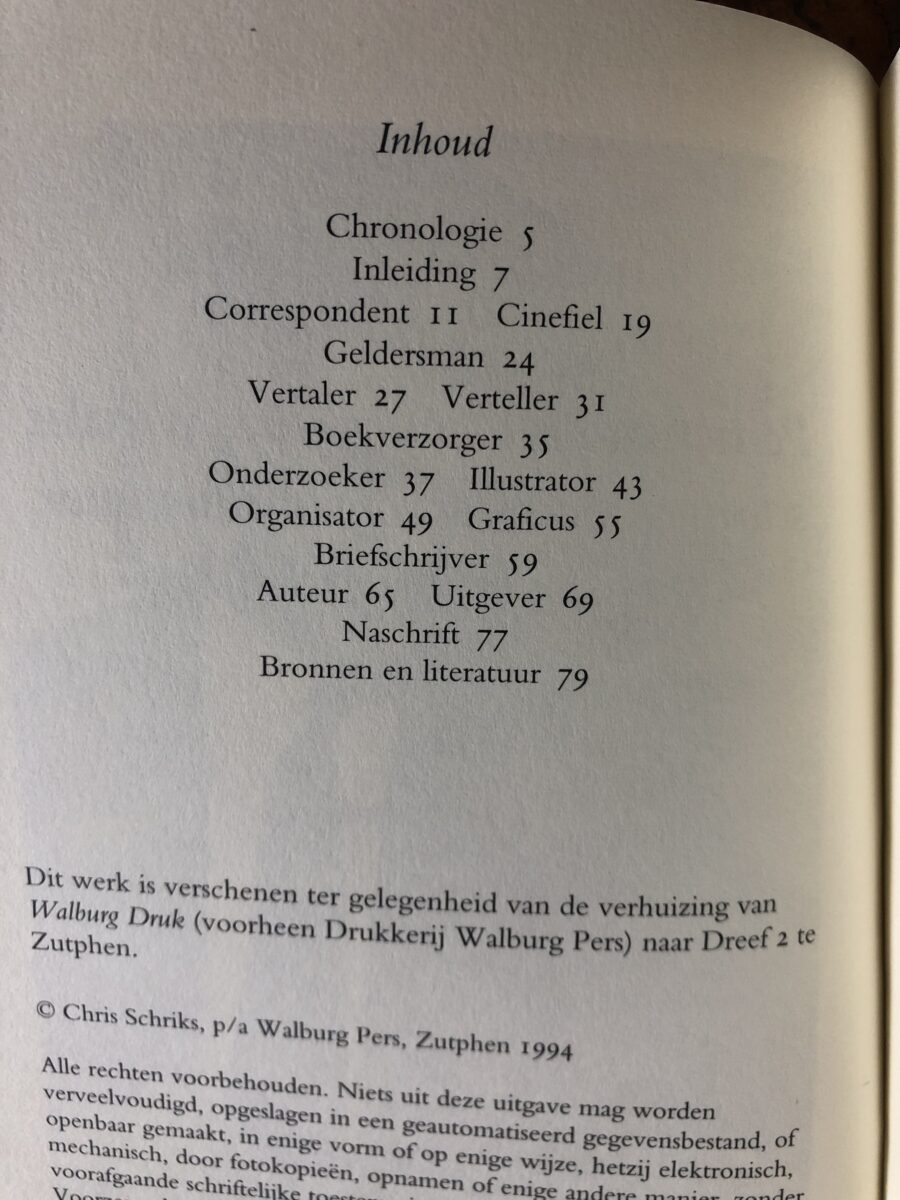 Inhoud
Chronologie 5
Inleiding 7
Correspondent 11 Cinefiel 19
Geldersman 24
Vertaler 27 Verteller 31
Boekverzorger 35
Onderzoeker 37 Illustrator 43
Organisator 49 Graficus 55
Briefschrijver 59
Auteur 65 Uitgever 69
Naschrift 77
Bronnen en literatuur 79
Dit werk is verschenen ter gelegenheid van de verhuizing van
Walburg Druk (voorheen Drukkerij Walburg Pers) naar Dreef 2 te
Zutphen.
© Chris Schriks, p/a Walburg Pers, Zutphen 1994
Alle rechten voorbehouden. Niets uit deze uitgave mag worden
verveelvoudigd, opgeslagen in een geautomatiseerd gegevensbestand, of
openbaar gemaakt, in enige vorm of op enige wijze, hetzij elektronisch,
mechanisch, door fotokopieën, opnamen of enige andere manier, zonder
voorafgaande schriftelijke